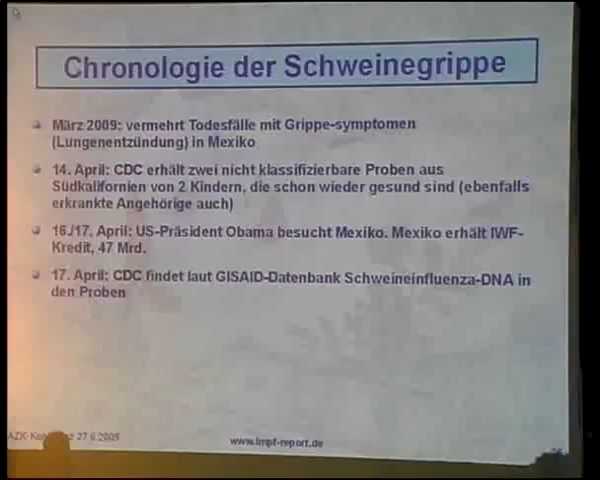 Chronologie der Schweinegrippe
März 2009: vermehrt Todesfälle mit Grippe-symptomen
(Lungenentzündung) in Mexiko
14. April: CDC erhält zwei nicht klassifizierbare Proben aus
Südkalifornien von 2 Kindern, die schon wieder gesund sind (ebenfalls
erkrankte Angehörige auch)
16./17. April: US-Präsident Obama besucht Mexiko. Mexiko erhält IWF-
Kredit, 47 Mrd.
17. April: CDC findet laut GISAID-Datenbank Schweineinfluenza-DNA in
den Proben
27.6.2009
www.impf-report.de